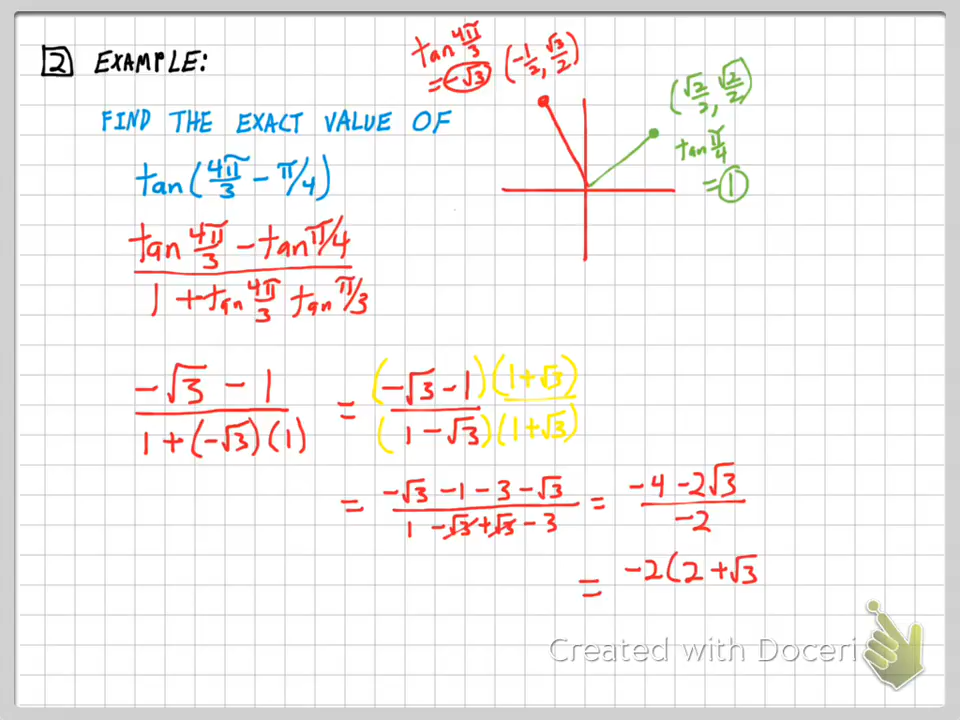 2 EXAMPLE:
FIND THE EXACT VALUE OF
tan(4π/3 - π/4)
tan 4π/3 - tan π/4
1 + tan 4π/3 tan π/3
tan 4π/3 = -√3
(-1/2, √3/2)
(√2/2, √2/2)
tan π/4 = 1
-√3 - 1 / 1 + (-√3)(1) = (-√3 - 1)(1 + √3) / (1 - √3)(1 + √3)
= -√3 - 1 - 3 - √3 / 1 - √3 + √3 - 3 = -4 - 2√3 / -2
= -2(2 + √3
Created with Doceri